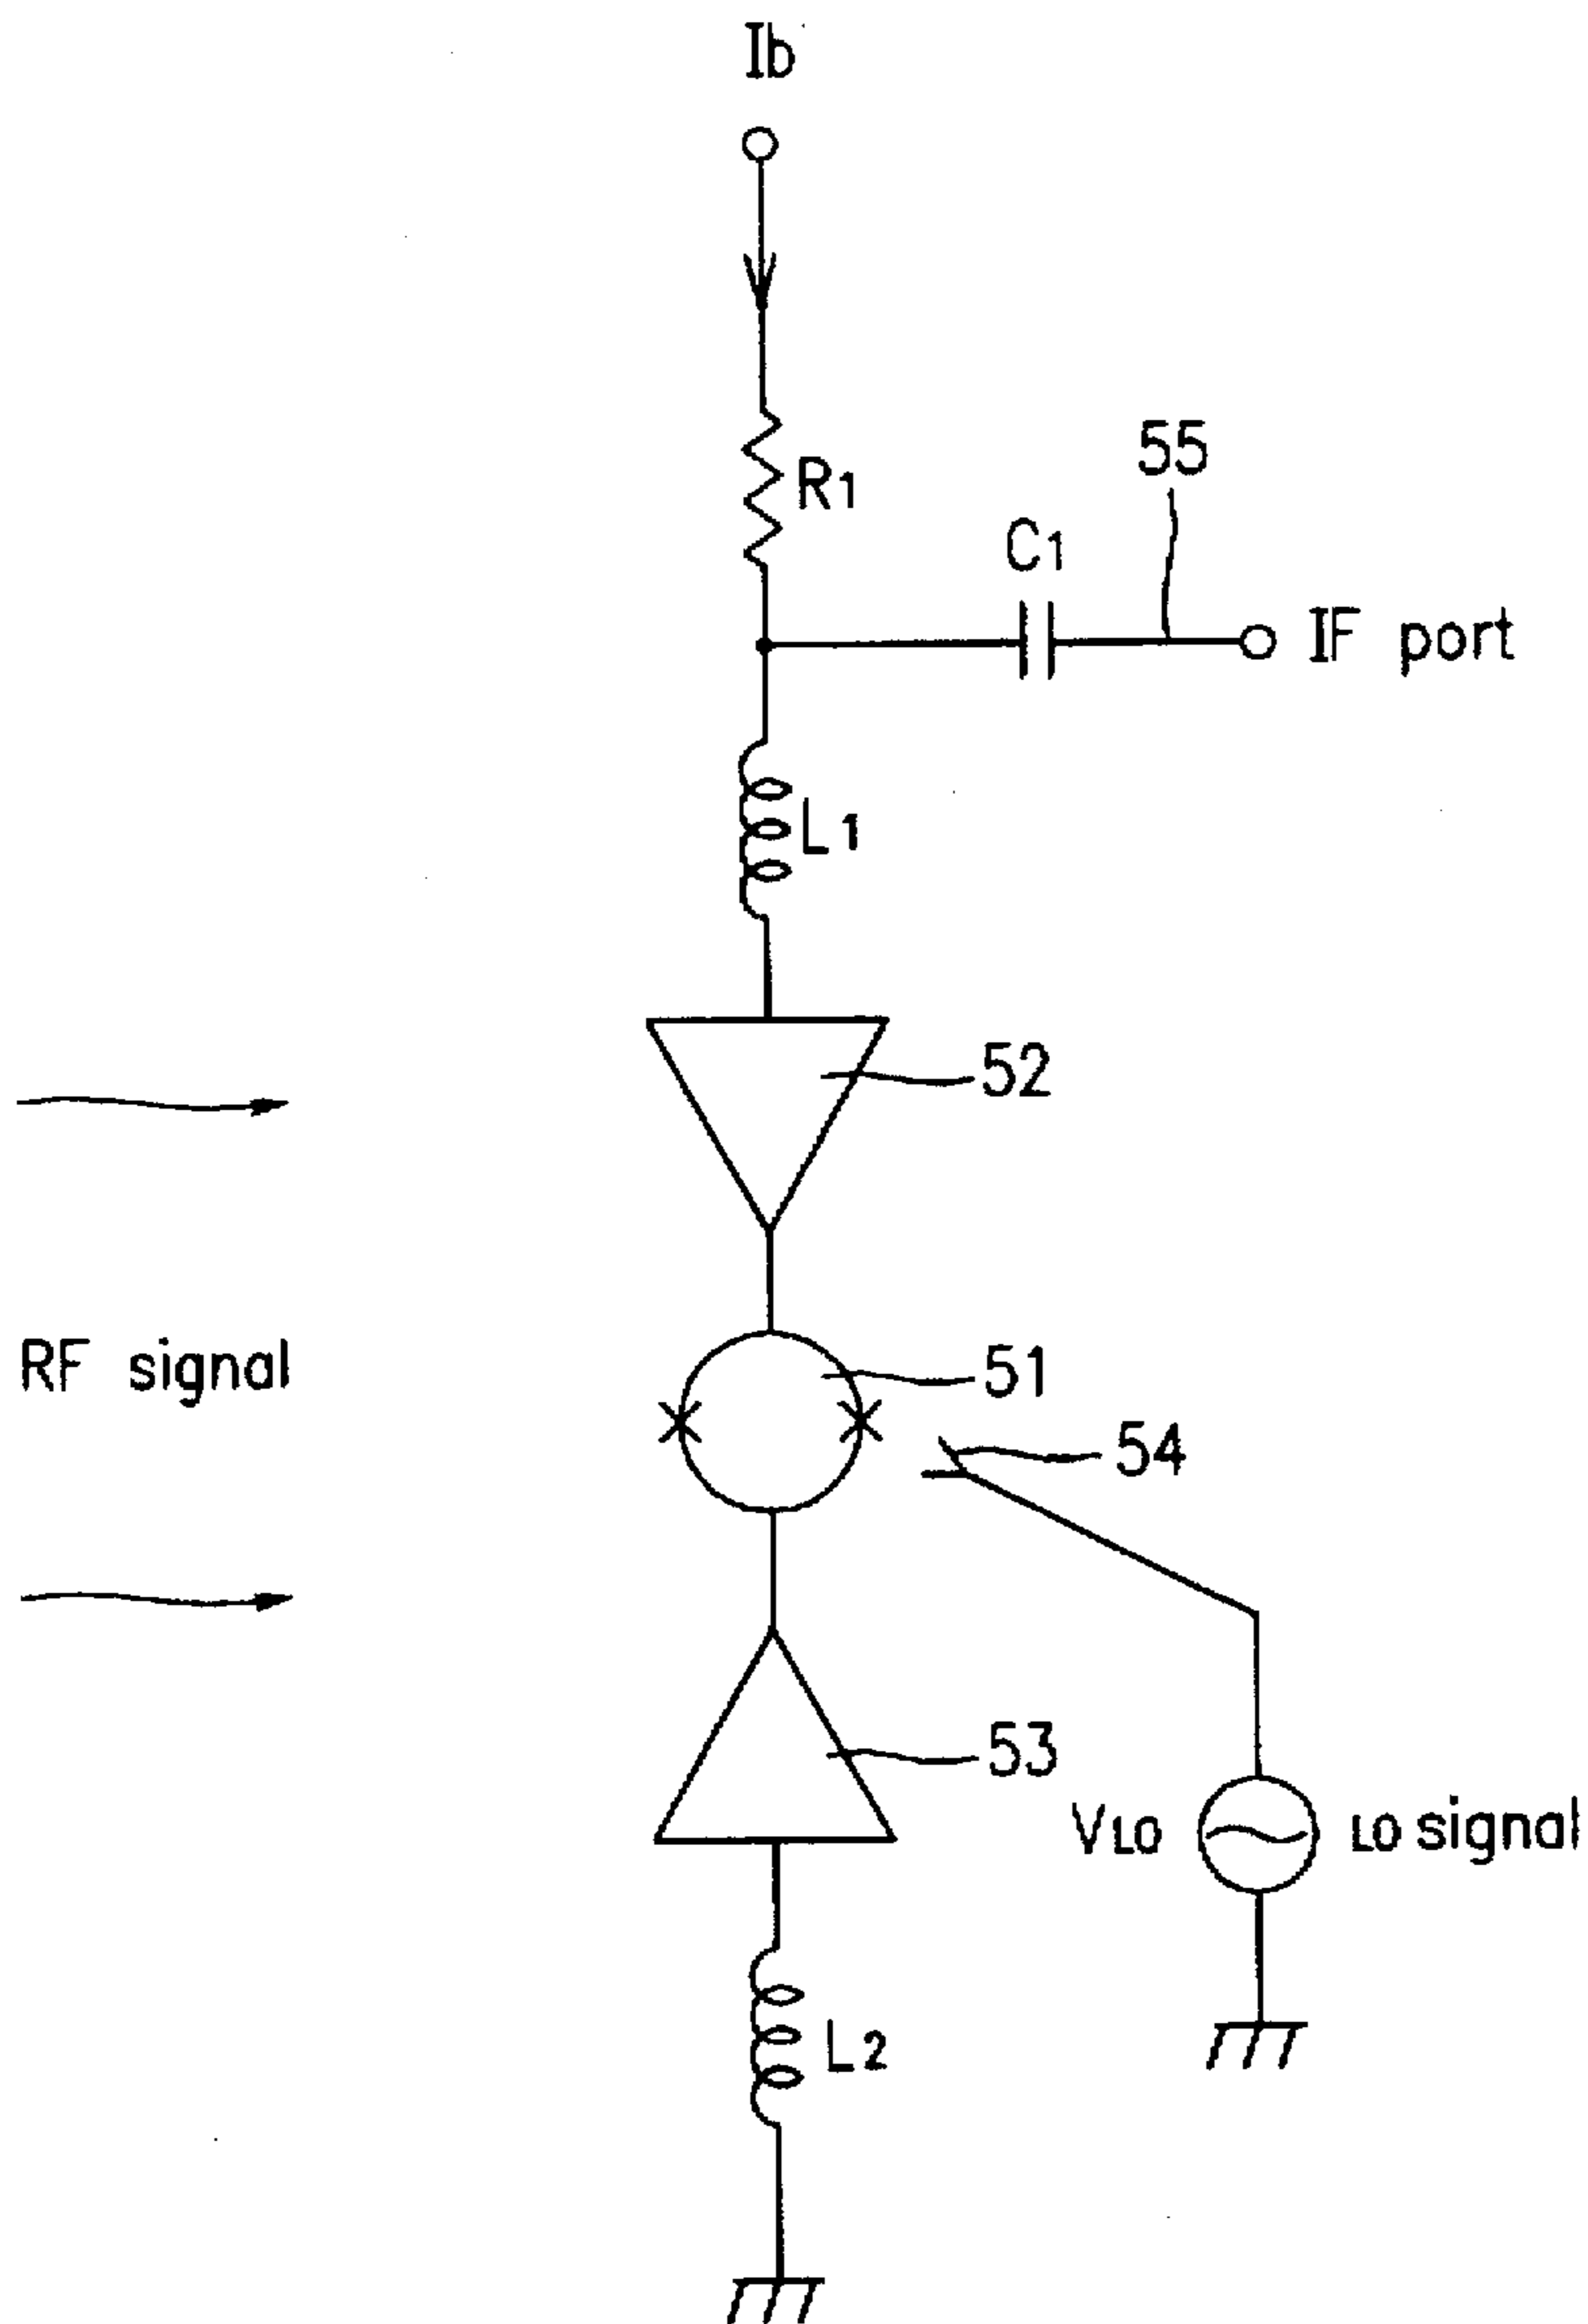 Ib
R1
55
C1
IF port
L1
52
RF signal
51
54
53
VLO
LO signal
L2